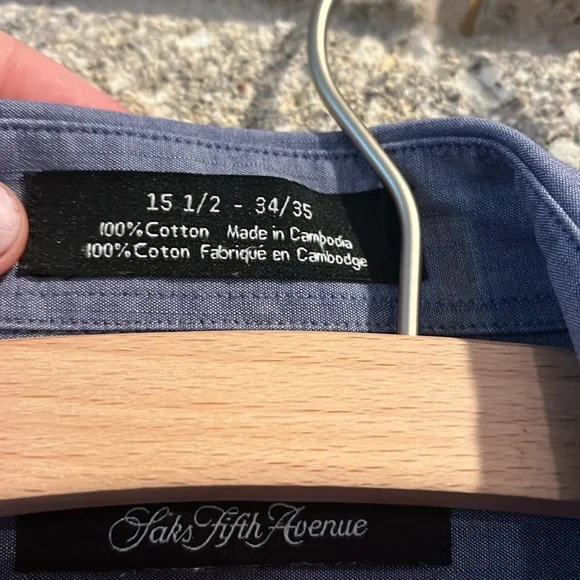 15 1/2 - 34/35
100% Cotton Made in Cambodia
100% Coton Fabriqué en Cambodge
Saks Fifth Avenue